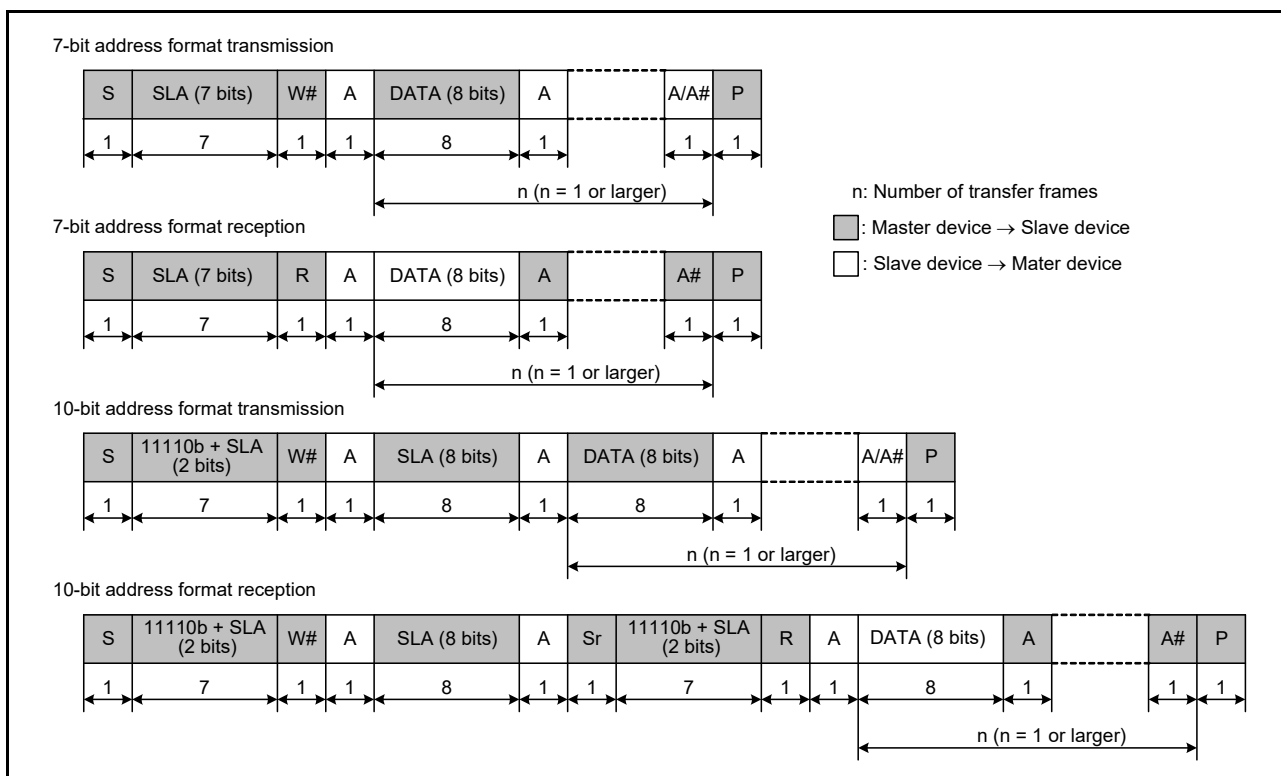 7-bit address format transmission
S SLA (7 bits) W# A DATA (8 bits) A A/A# P
1 7 1 1 8 1 1 1
n (n = 1 or larger)
n: Number of transfer frames
: Master device → Slave device
: Slave device → Mater device
7-bit address format reception
S SLA (7 bits) R A DATA (8 bits) A A# P
1 7 1 1 8 1 1 1
n (n = 1 or larger)
10-bit address format transmission
S 11110b + SLA (2 bits) W# A SLA (8 bits) A DATA (8 bits) A A/A# P
1 7 1 1 8 1 8 1 1 1
n (n = 1 or larger)
10-bit address format reception
S 11110b + SLA (2 bits) W# A SLA (8 bits) A Sr 11110b + SLA (2 bits) R A DATA (8 bits) A A# P
1 7 1 1 8 1 1 7 1 1 8 1 1 1
n (n = 1 or larger)